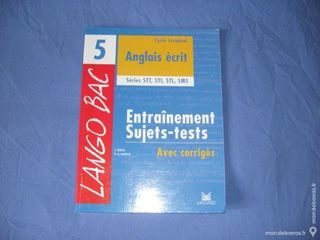 5
Cycle terminal
Anglais écrit
Séries STT, STI, STL, SMS
LANGO BAC
Entraînement
Sujets-tests
Avec corrigés
MAGNARD
mondebarras.fr